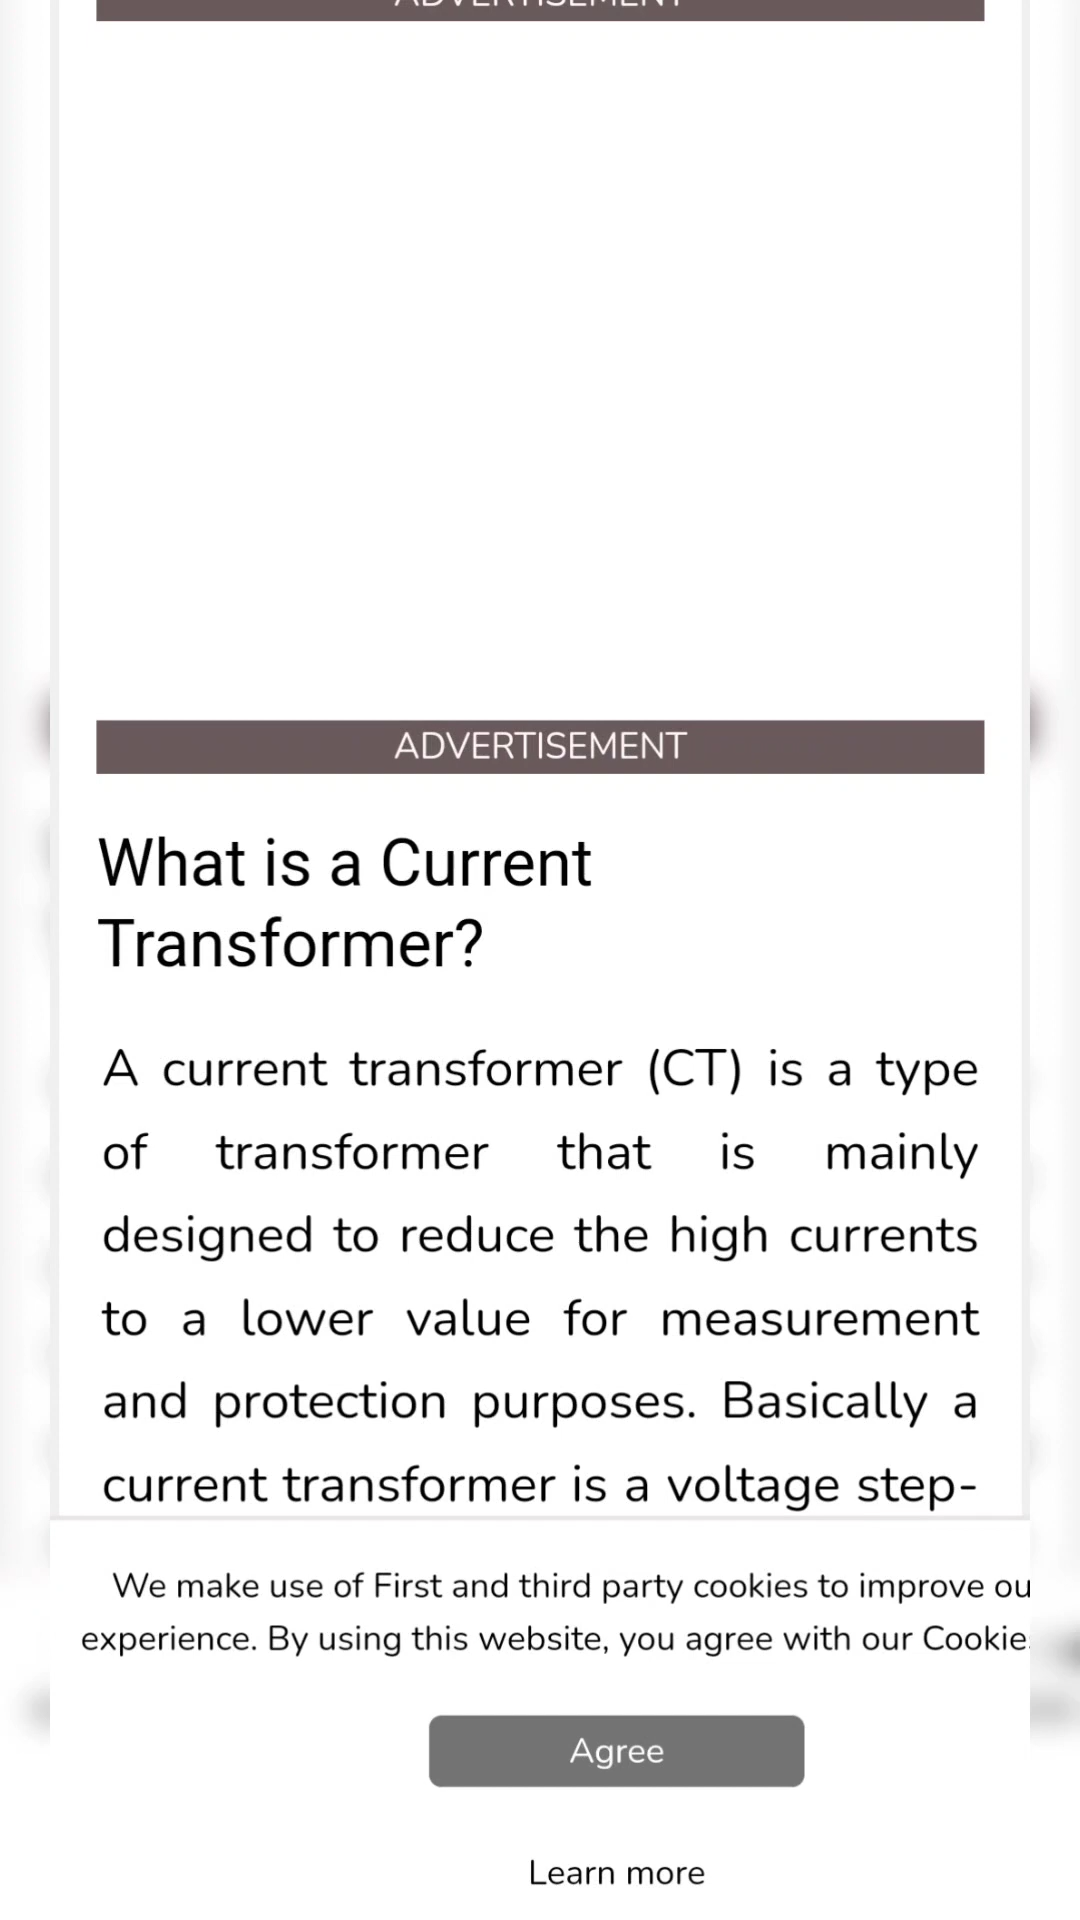 ADVERTISEMENT
ADVERTISEMENT
What is a Current
Transformer?
A current transformer (CT) is a type
of transformer that is mainly
designed to reduce the high currents
to a lower value for measurement
and protection purposes. Basically a
current transformer is a voltage step-
We make use of First and third party cookies to improve ou
experience. By using this website, you agree with our Cookie
Agree
Learn more